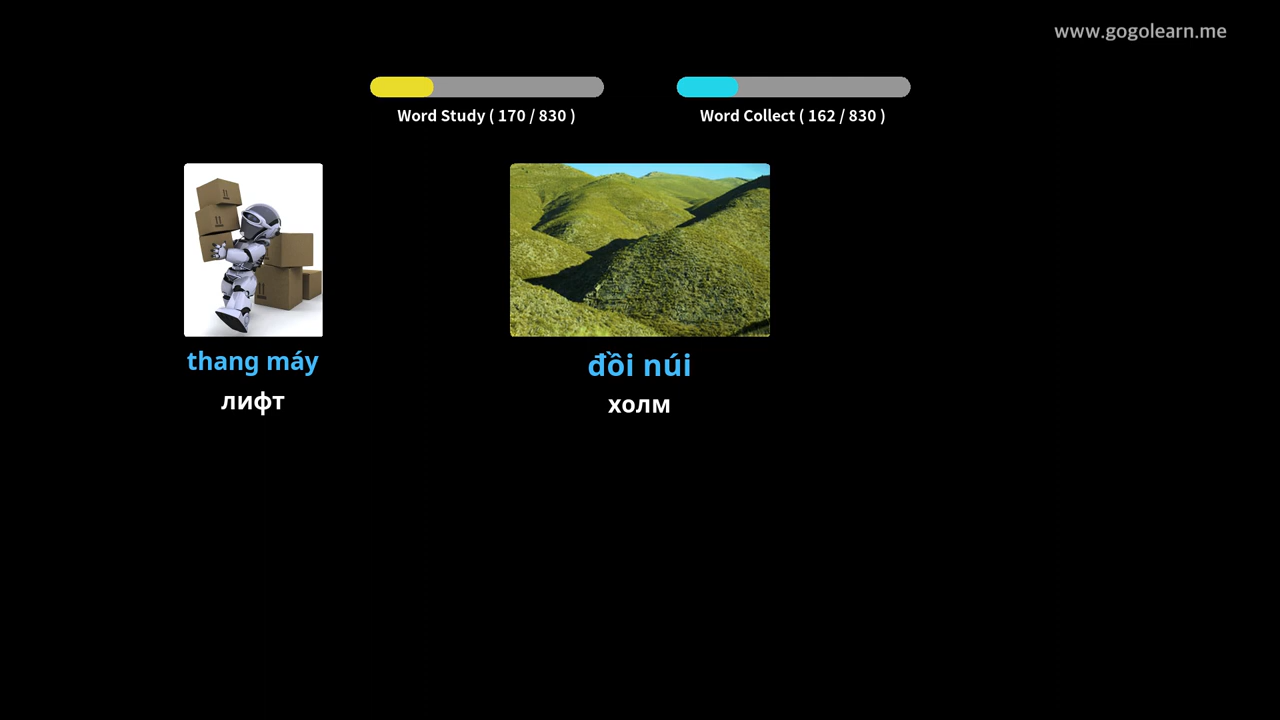 www.gogolearn.me
Word Study ( 170 / 830 )
Word Collect ( 162 / 830 )
thang máy
лифт
đồi núi
холм